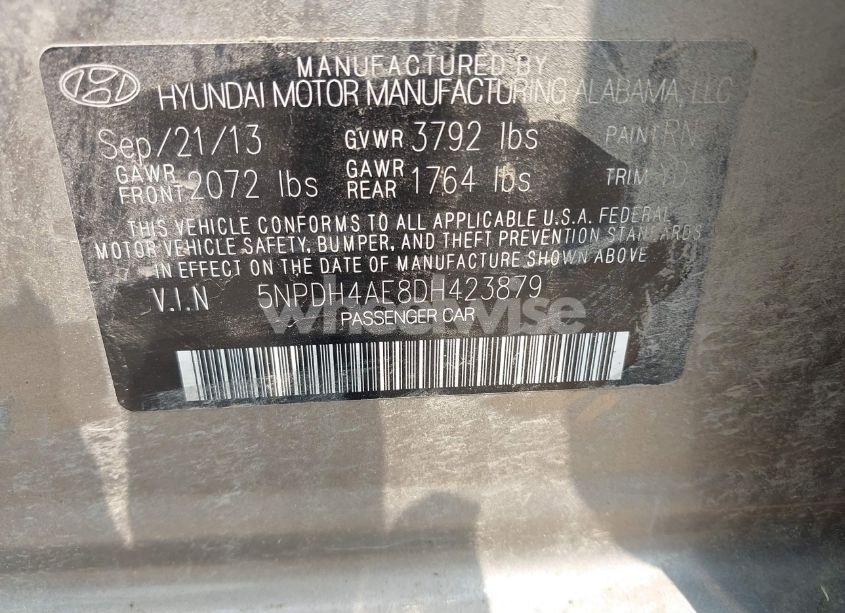 MANUFACTURED BY
HYUNDAI MOTOR MANUFACTURING ALABAMA, LLC
Sep/21/13 GVWR 3792 lbs PAINT RN
GAWR FRONT 2072 lbs GAWR REAR 1764 lbs TRIM
THIS VEHICLE CONFORMS TO ALL APPLICABLE U.S.A. FEDERAL
MOTOR VEHICLE SAFETY, BUMPER, AND THEFT PREVENTION STANDARDS
IN EFFECT ON THE DATE OF MANUFACTURE SHOWN ABOVE
V.I.N 5NPDH4AE8DH423879
PASSENGER CAR
wheelwise